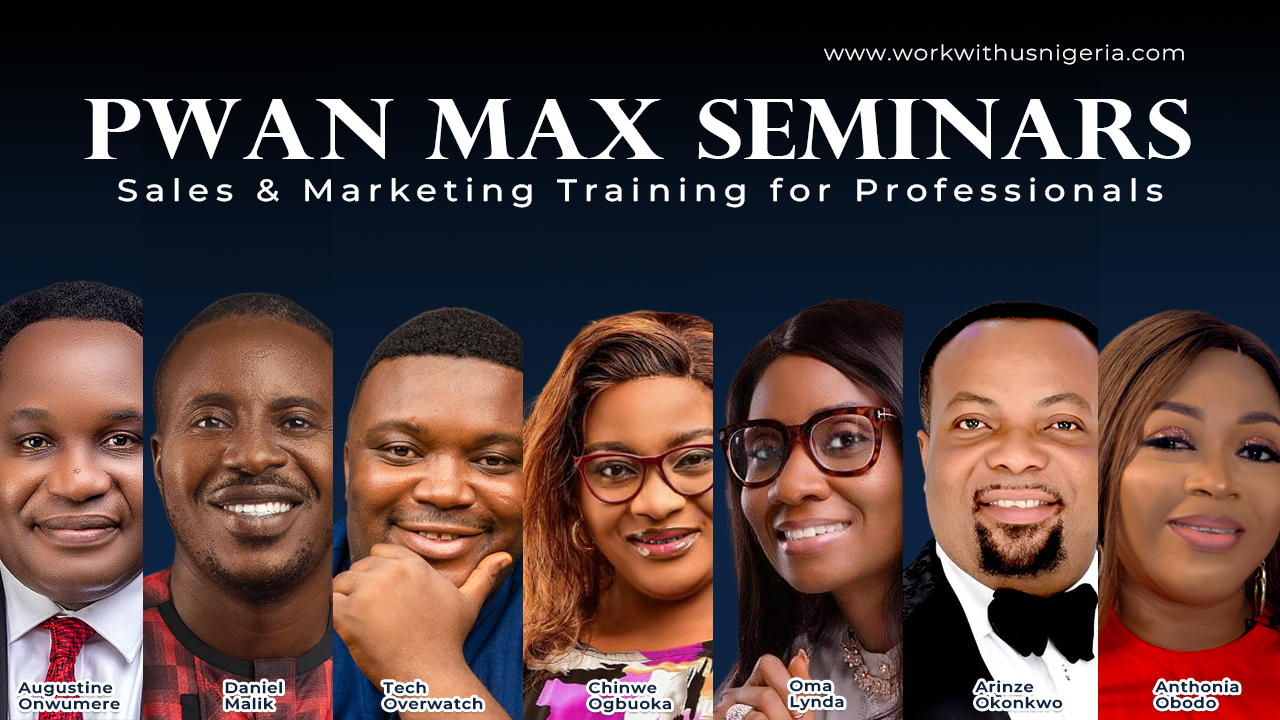 www.workwithusnigeria.com
PWAN MAX SEMINARS
Sales & Marketing Training for Professionals
Augustine
Onwumere
Daniel
Malik
Tech
Overwatch
Chinwe
Ogbuoka
Oma
Lynda
Arinze
Okonkwo
Anthonia
Obodo